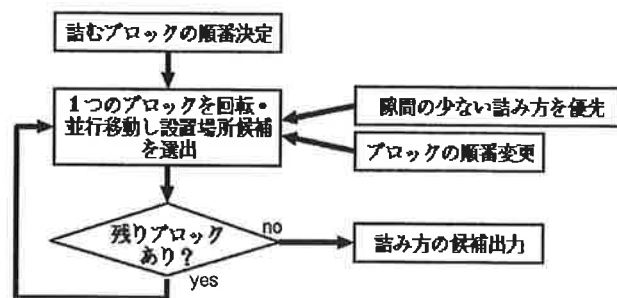 詰むブロックの順番決定
1つのブロックを回転・
並行移動し設置場所候補
を選出
隙間の少ない詰み方を優先
ブロックの順番変更
残りブロック
あり?
no
yes
詰み方の候補出力